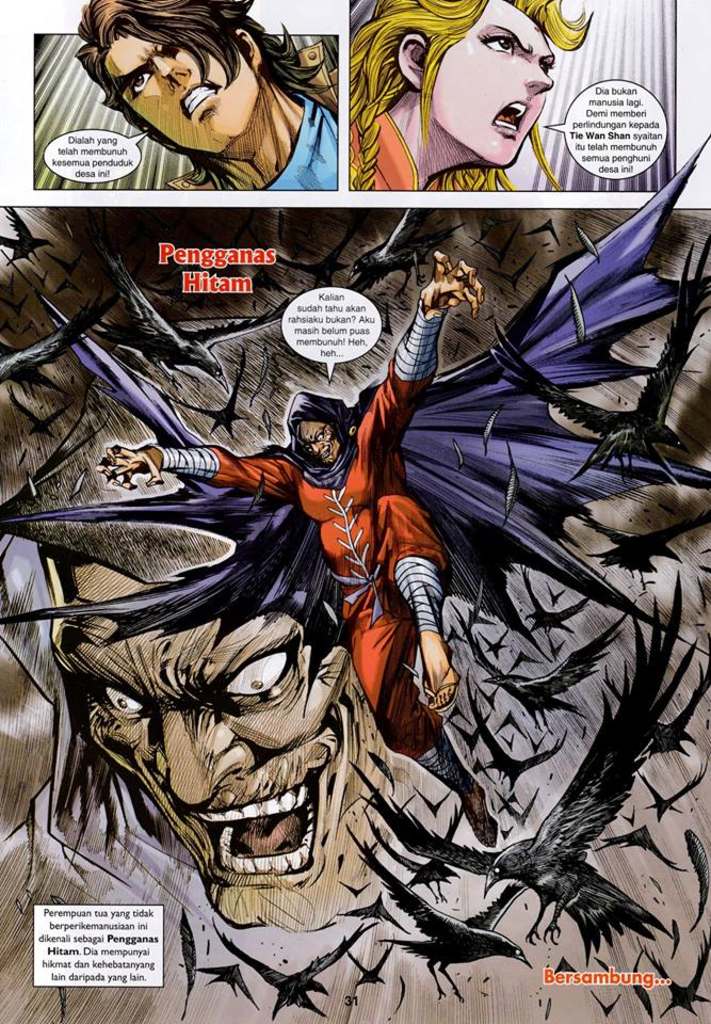 Dialah yang
telah membunuh
kesemua penduduk
desa ini!
Dia bukan
manusia lagi.
Demi memberi
perlindungan kepada
Tie Wan Shan syaitan
itu telah membunuh
semua penghuni
desa ini!
Pengganas
Hitam
Kalian
sudah tahu akan
rahsiaku bukan? Aku
masih belum puas
membunuh! Heh,
heh...
Perempuan tua yang tidak
berperikemanusiaan ini
dikenali sebagai Pengganas
Hitam. Dia mempunyai
hikmat dan kehebatanyang
lain daripada yang lain.
Bersambung...
31